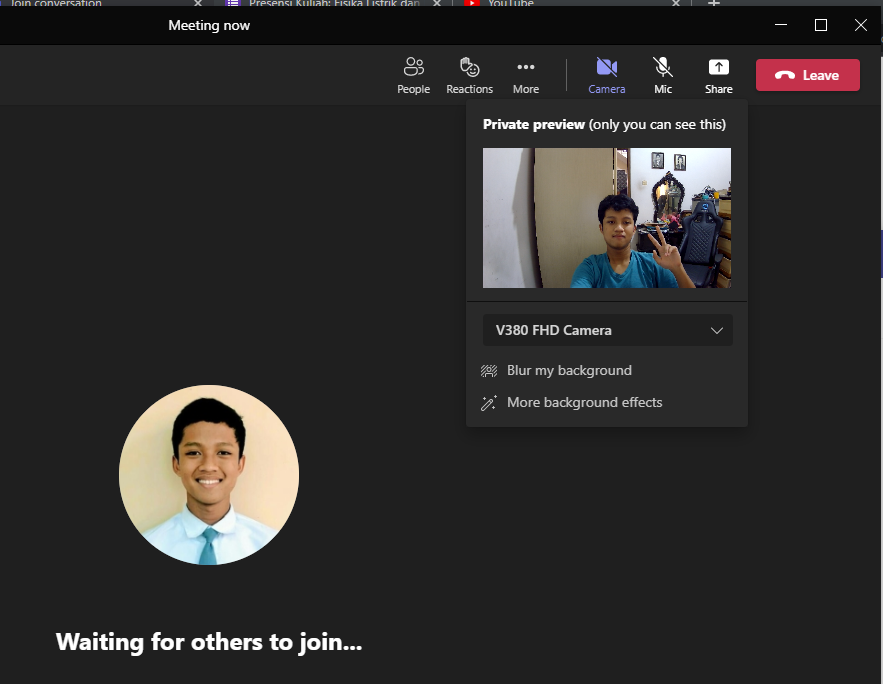 Join conversation
Presensi Kuliah: Fisika Listrik dan
YouTube
Meeting now
People
Reactions
More
Camera
Mic
Share
Leave
Private preview (only you can see this)
V380 FHD Camera
Blur my background
More background effects
Waiting for others to join...